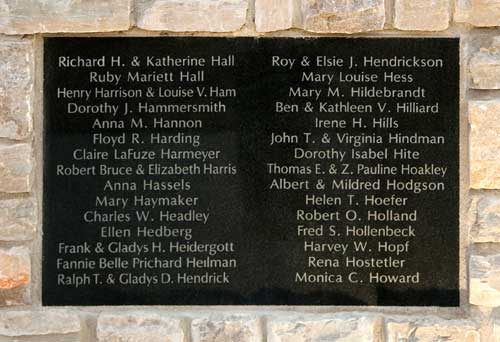 Richard H. & Katherine Hall
Ruby Mariett Hall
Henry Harrison & Louise V. Ham
Dorothy J. Hammersmith
Anna M. Hannon
Floyd R. Harding
Claire LaFuze Harmeyer
Robert Bruce & Elizabeth Harris
Anna Hassels
Mary Haymaker
Charles W. Headley
Ellen Hedberg
Frank & Gladys H. Heidergott
Fannie Belle Prichard Heilman
Ralph T. & Gladys D. Hendrick
Roy & Elsie J. Hendrickson
Mary Louise Hess
Mary M. Hildebrandt
Ben & Kathleen V. Hilliard
Irene H. Hills
John T. & Virginia Hindman
Dorothy Isabel Hite
Thomas E. & Z. Pauline Hoakley
Albert & Mildred Hodgson
Helen T. Hoefer
Robert O. Holland
Fred S. Hollenbeck
Harvey W. Hopf
Rena Hostetler
Monica C. Howard